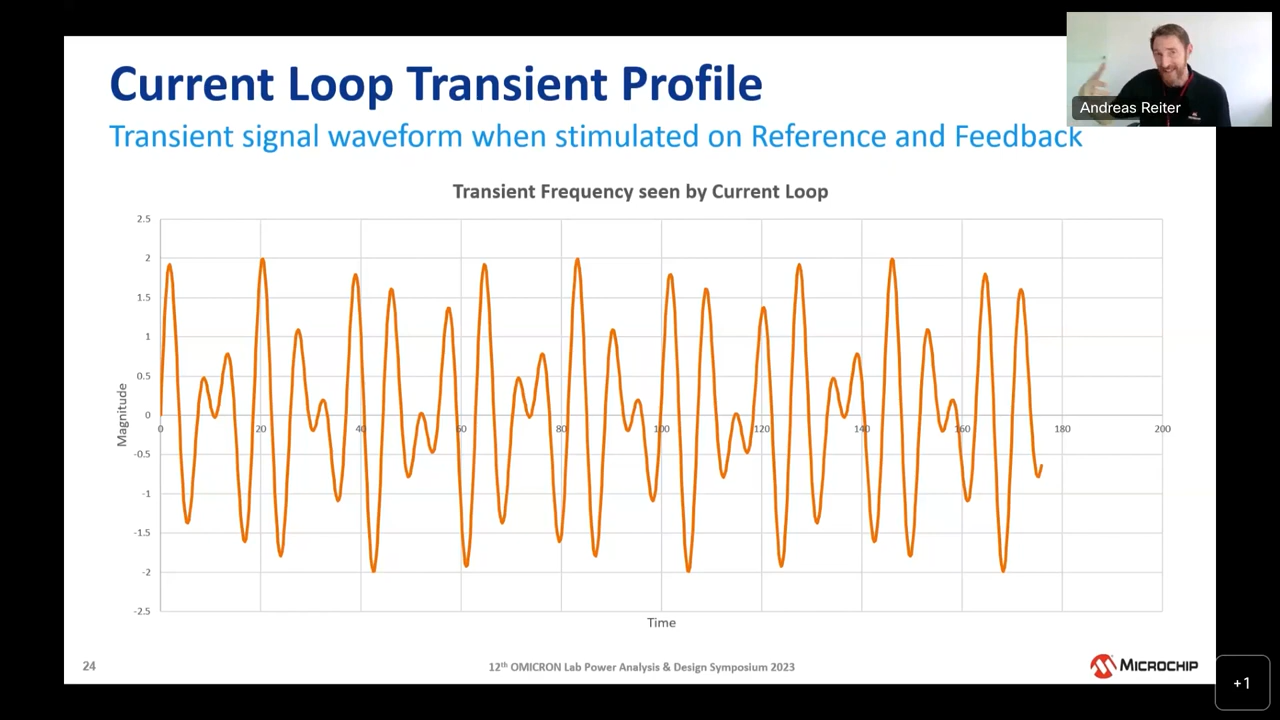 Current Loop Transient Profile
Transient signal waveform when stimulated on Reference and Feedback
Andreas Reiter
Transient Frequency seen by Current Loop
2.5
2
1.5
1
0.5
0
-0.5
-1
-1.5
-2
-2.5
Magnitude
0 20 40 60 80 100 120 140 160 180 200
Time
24
12th OMICRON Lab Power Analysis & Design Symposium 2023
MICROCHIP
+1